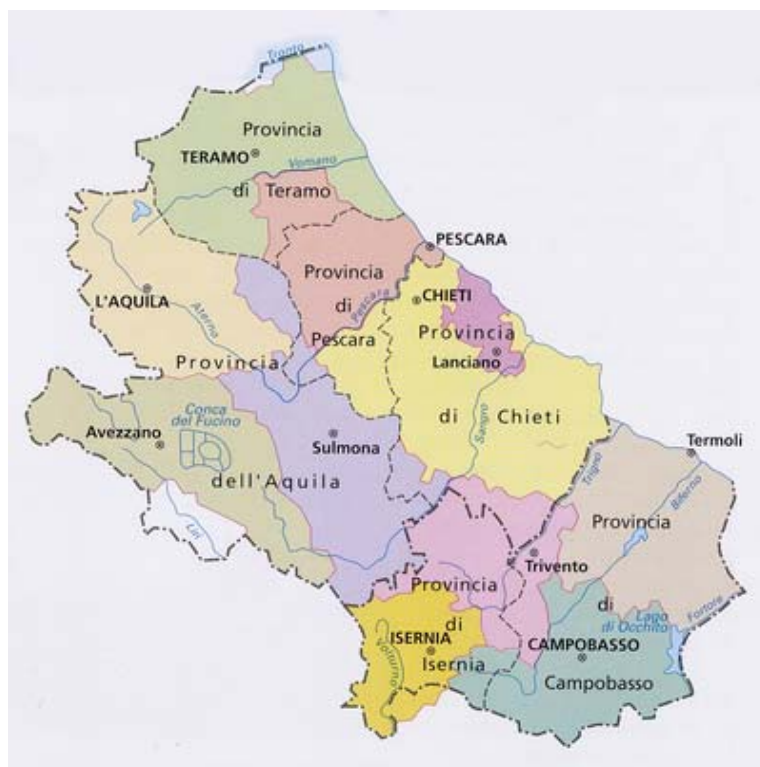 Tronto
Provincia
TERAMO
Vomano
di Teramo
PESCARA
Provincia
CHIETI
L'AQUILA
di
Pescara
Aterno
Provincia
Pescara
Lanciano
Provincia
Conca
del Fucino
di Chieti
Sangro
Avezzano
Sulmona
Termoli
dell'Aquila
Trigno
Biferno
Provincia
Liri
Trivento
Provincia
di
Lago
di Occhito
Fortore
di
ISERNIA
CAMPOBASSO
Volturno
Isernia
Campobasso